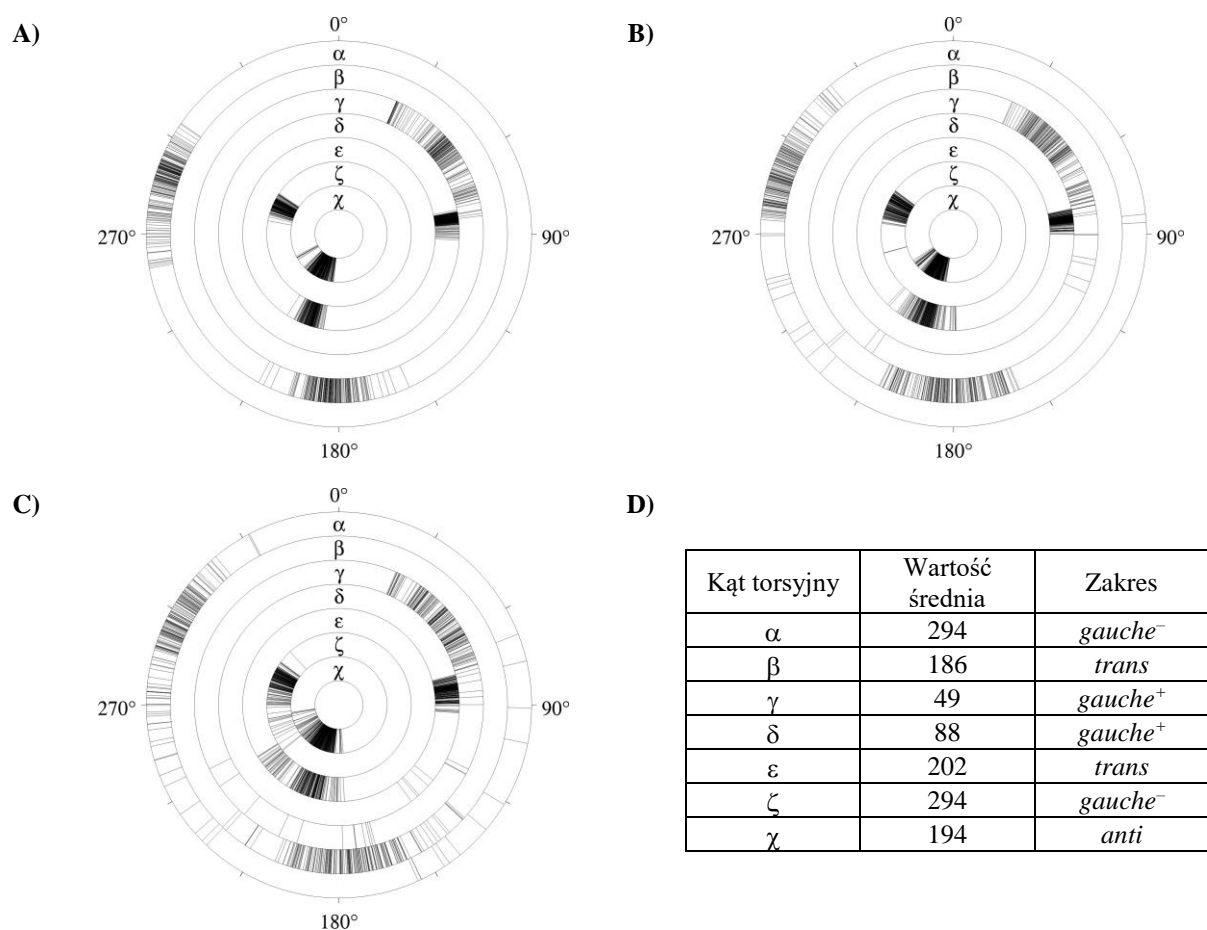 A)
0°
α
β
γ
δ
ε
ζ
χ
270°
90°
180°
B)
0°
α
β
γ
δ
ε
ζ
χ
270°
90°
180°
C)
0°
α
β
γ
δ
ε
ζ
χ
270°
90°
180°
D)
Kąt torsyjny Wartość średnia Zakres
α 294 gauche⁻
β 186 trans
γ 49 gauche⁺
δ 88 gauche⁺
ε 202 trans
ζ 294 gauche⁻
χ 194 anti